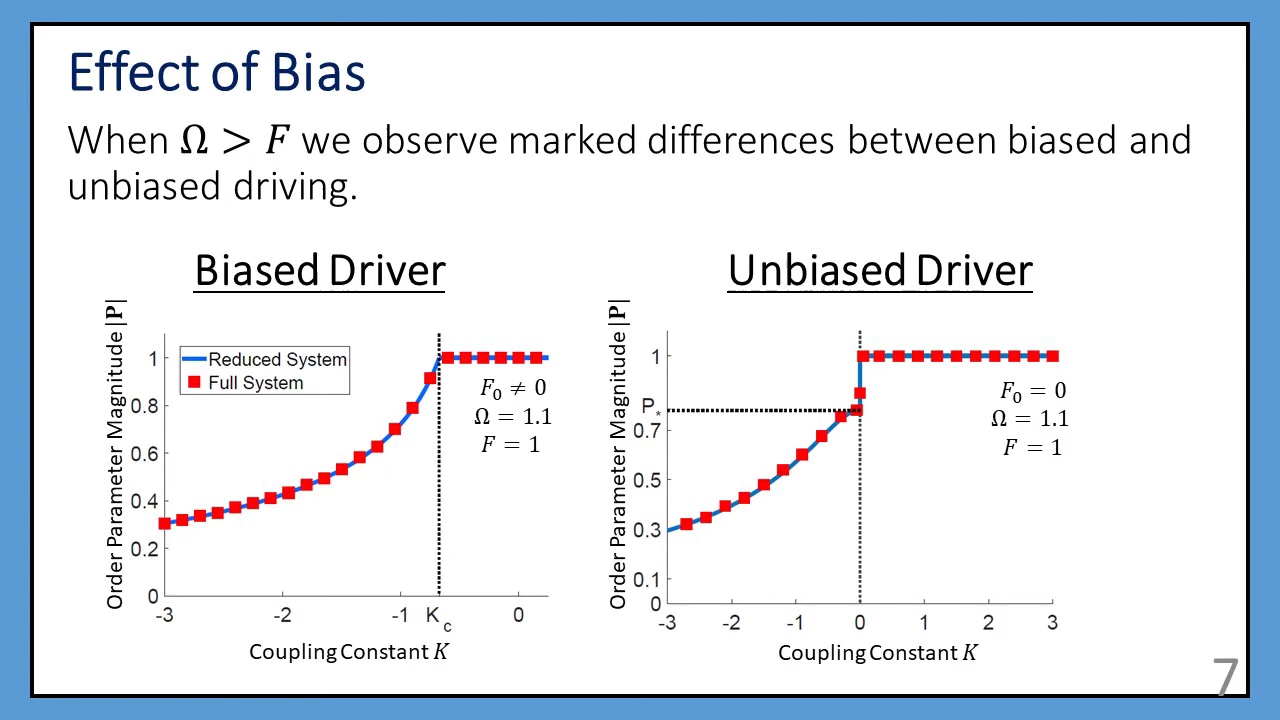 Effect of Bias
When Ω > F we observe marked differences between biased and
unbiased driving.
Biased Driver
Order Parameter Magnitude |P|
1
0.8
0.6
0.4
0.2
0
Reduced System
Full System
F₀ ≠ 0
Ω = 1.1
F = 1
-3 -2 -1 K_c 0
Coupling Constant K
Unbiased Driver
Order Parameter Magnitude |P|
1
P_*
0.7
0.5
0.3
0.1
0
F₀ = 0
Ω = 1.1
F = 1
-3 -2 -1 0 1 2 3
Coupling Constant K
7